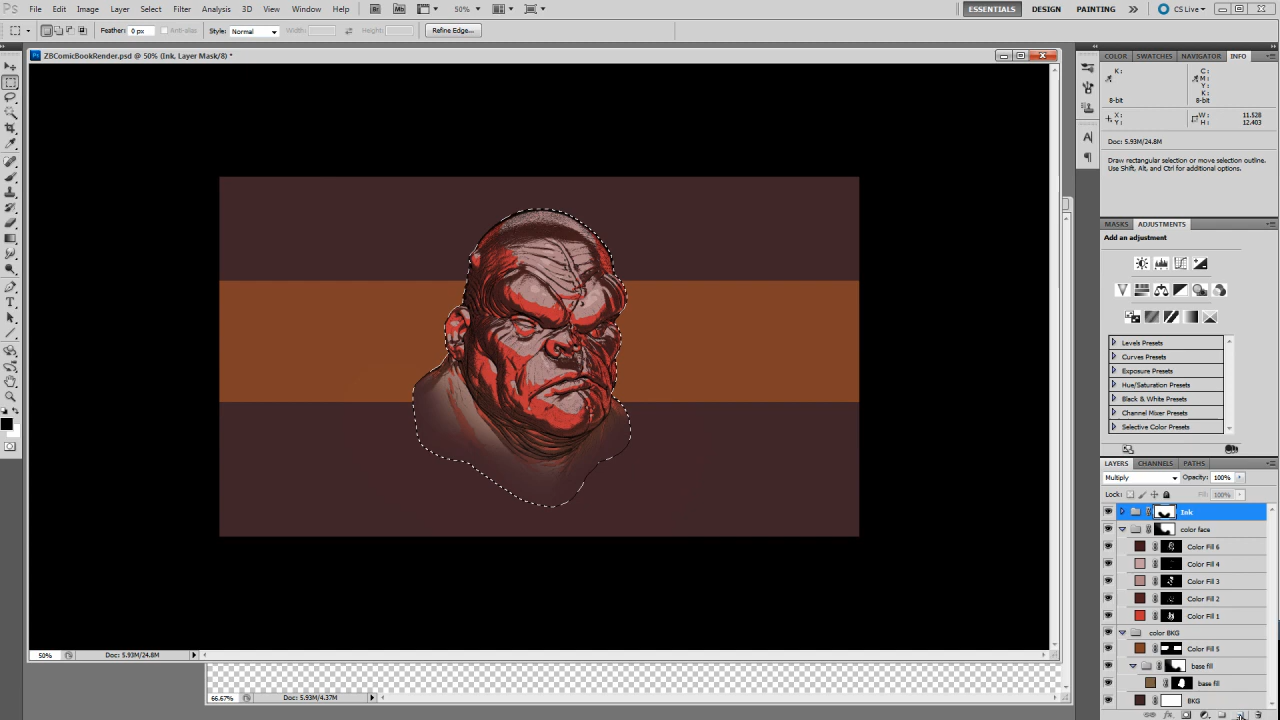 Ps File Edit Image Layer Select Filter Analysis 3D View Window Help Br Mb 50% ESSENTIALS DESIGN PAINTING CS Live
Feather: 0 px Anti-alias Style: Normal Width: Height: Refine Edge...
ZBComicBookRender.psd @ 50% (Ink, Layer Mask/8) *
COLOR SWATCHES NAVIGATOR INFO
K: C:
M:
Y:
K:
8-bit 8-bit
X: W: 11.528
Y: H: 12.403
Doc: 5.93M/24.8M
Draw rectangular selection or move selection outline.
Use Shift, Alt, and Ctrl for additional options.
MASKS ADJUSTMENTS
Add an adjustment
Levels Presets
Curves Presets
Exposure Presets
Hue/Saturation Presets
Black & White Presets
Channel Mixer Presets
Selective Color Presets
LAYERS CHANNELS PATHS
Multiply Opacity: 100%
Lock: Fill: 100%
Ink
color face
Color Fill 6
Color Fill 4
Color Fill 3
Color Fill 2
Color Fill 1
color BKG
Color Fill 5
base fill
base fill
BKG
50% Doc: 5.93M/24.8M
66.67% Doc: 5.93M/4.37M